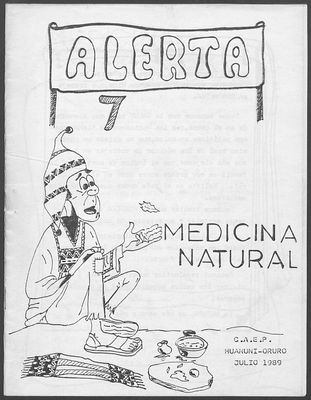 ALERTA
7
MEDICINA
NATURAL
C.A.E.P.
HUANUNI-ORURO
JULIO 1989